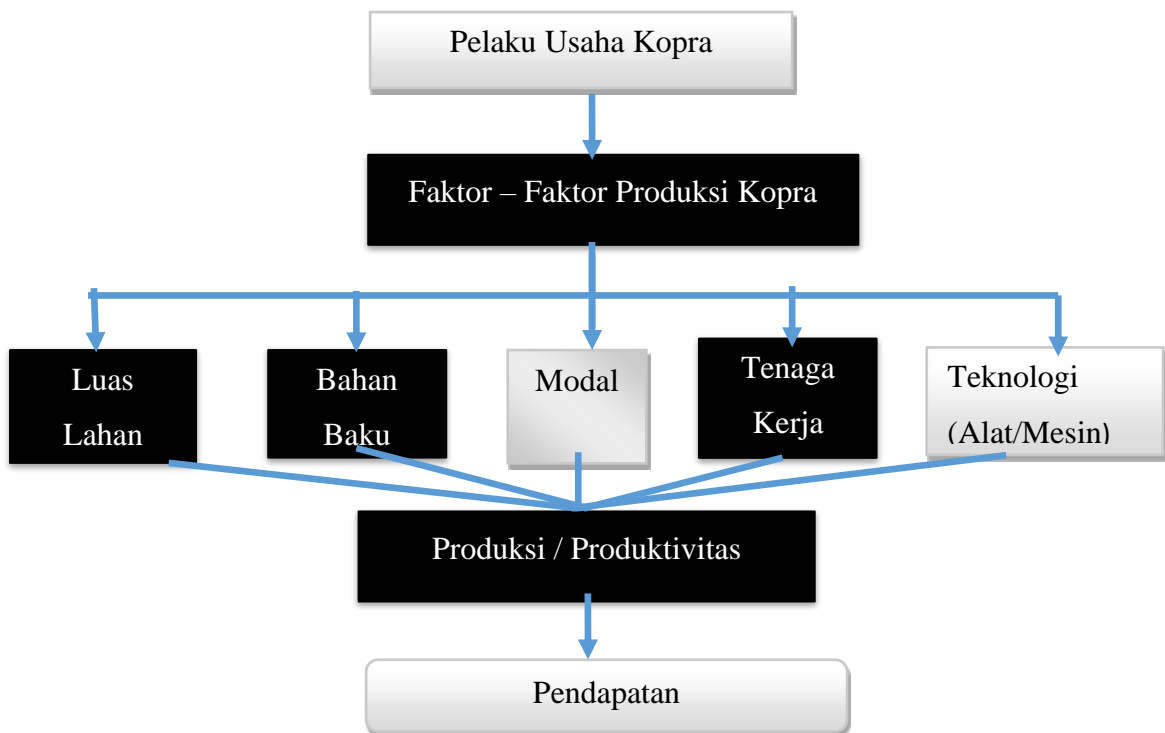 Pelaku Usaha Kopra
Faktor – Faktor Produksi Kopra
Luas
Lahan
Bahan
Baku
Modal
Tenaga
Kerja
Teknologi
(Alat/Mesin)
Produksi / Produktivitas
Pendapatan